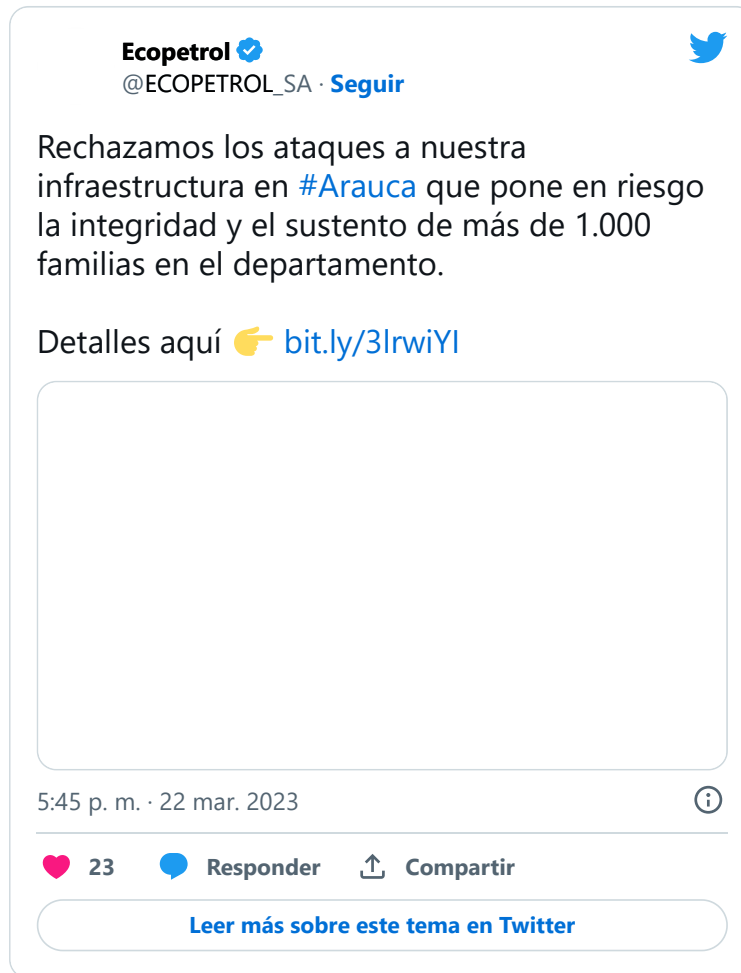 Ecopetrol
@ECOPETROL_SA · Seguir
Rechazamos los ataques a nuestra
infraestructura en #Arauca que pone en riesgo
la integridad y el sustento de más de 1.000
familias en el departamento.
Detalles aquí 👉 bit.ly/3lrwiYI
5:45 p. m. · 22 mar. 2023
23 Responder Compartir
Leer más sobre este tema en Twitter